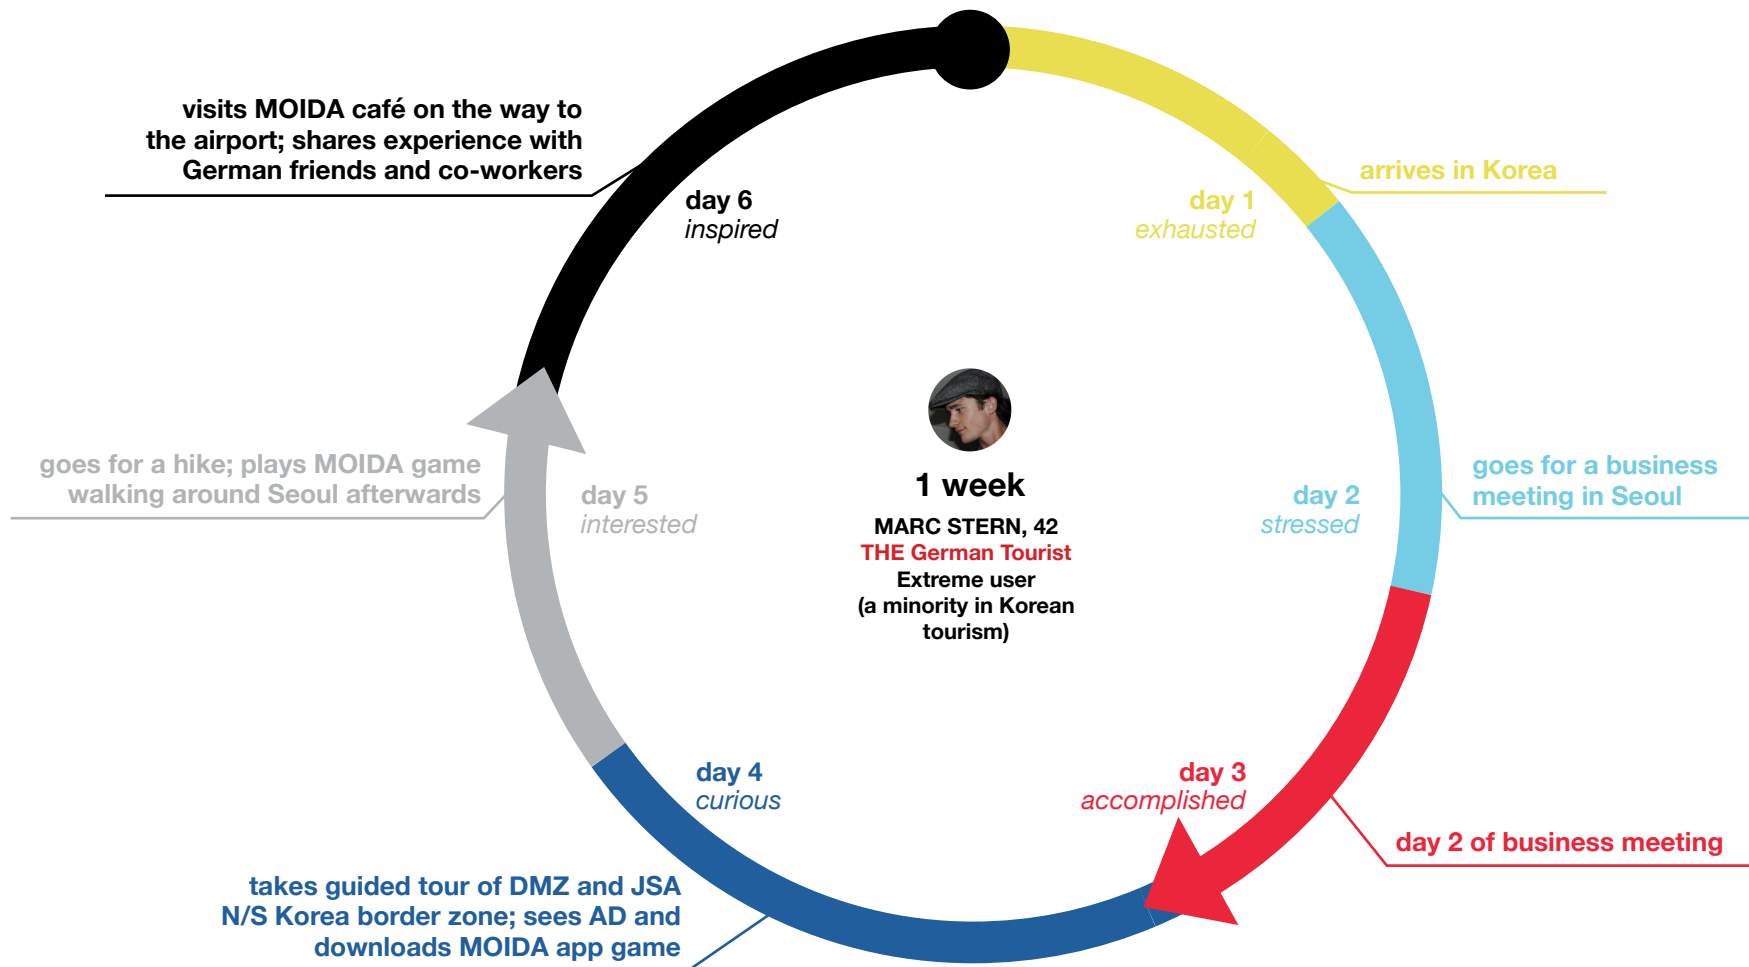 visits MOIDA café on the way to
the airport; shares experience with
German friends and co-workers
day 6
inspired
day 1
exhausted
arrives in Korea
goes for a hike; plays MOIDA game
walking around Seoul afterwards
day 5
interested
1 week
MARC STERN, 42
THE German Tourist
Extreme user
(a minority in Korean
tourism)
day 2
stressed
goes for a business
meeting in Seoul
day 4
curious
day 3
accomplished
day 2 of business meeting
takes guided tour of DMZ and JSA
N/S Korea border zone; sees AD and
downloads MOIDA app game